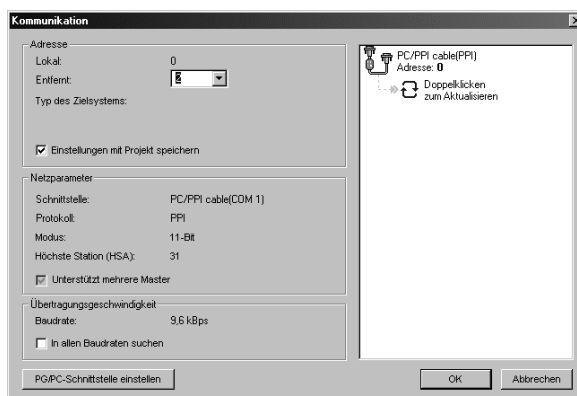 Kommunikation
Adresse
Lokal: 0
Entfernt: 2
Typ des Zielsystems:
Einstellungen mit Projekt speichern
Netzparameter
Schnittstelle: PC/PPI cable(COM 1)
Protokoll: PPI
Modus: 11-Bit
Höchste Station (HSA): 31
Unterstützt mehrere Master
Übertragungsgeschwindigkeit
Baudrate: 9,6 kBps
In allen Baudraten suchen
PG/PC-Schnittstelle einstellen
PC/PPI cable(PPI)
Adresse: 0
Doppelklicken
zum Aktualisieren
OK Abbrechen